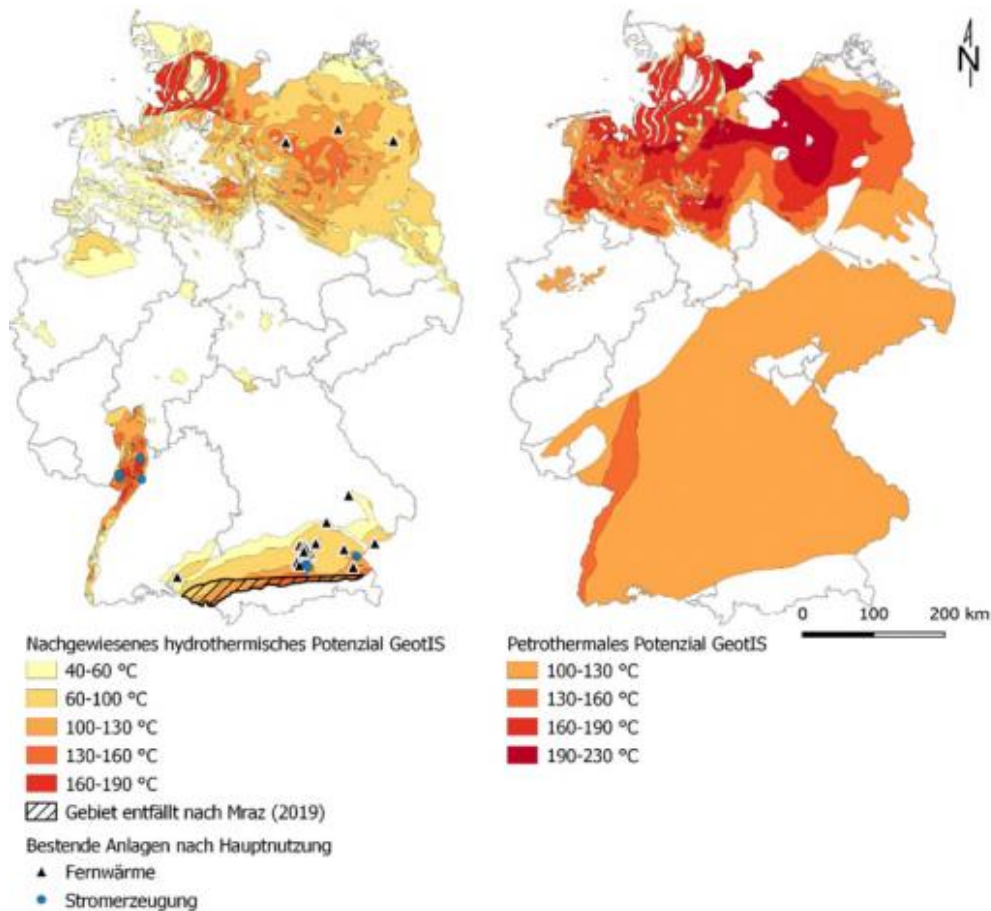 N
0 100 200 km
Nachgewiesenes hydrothermisches Potenzial GeotIS
40-60 °C
60-100 °C
100-130 °C
130-160 °C
160-190 °C
Gebiet entfällt nach Mraz (2019)
Bestende Anlagen nach Hauptnutzung
Fernwärme
Stromerzeugung
Petrothermales Potenzial GeotIS
100-130 °C
130-160 °C
160-190 °C
190-230 °C